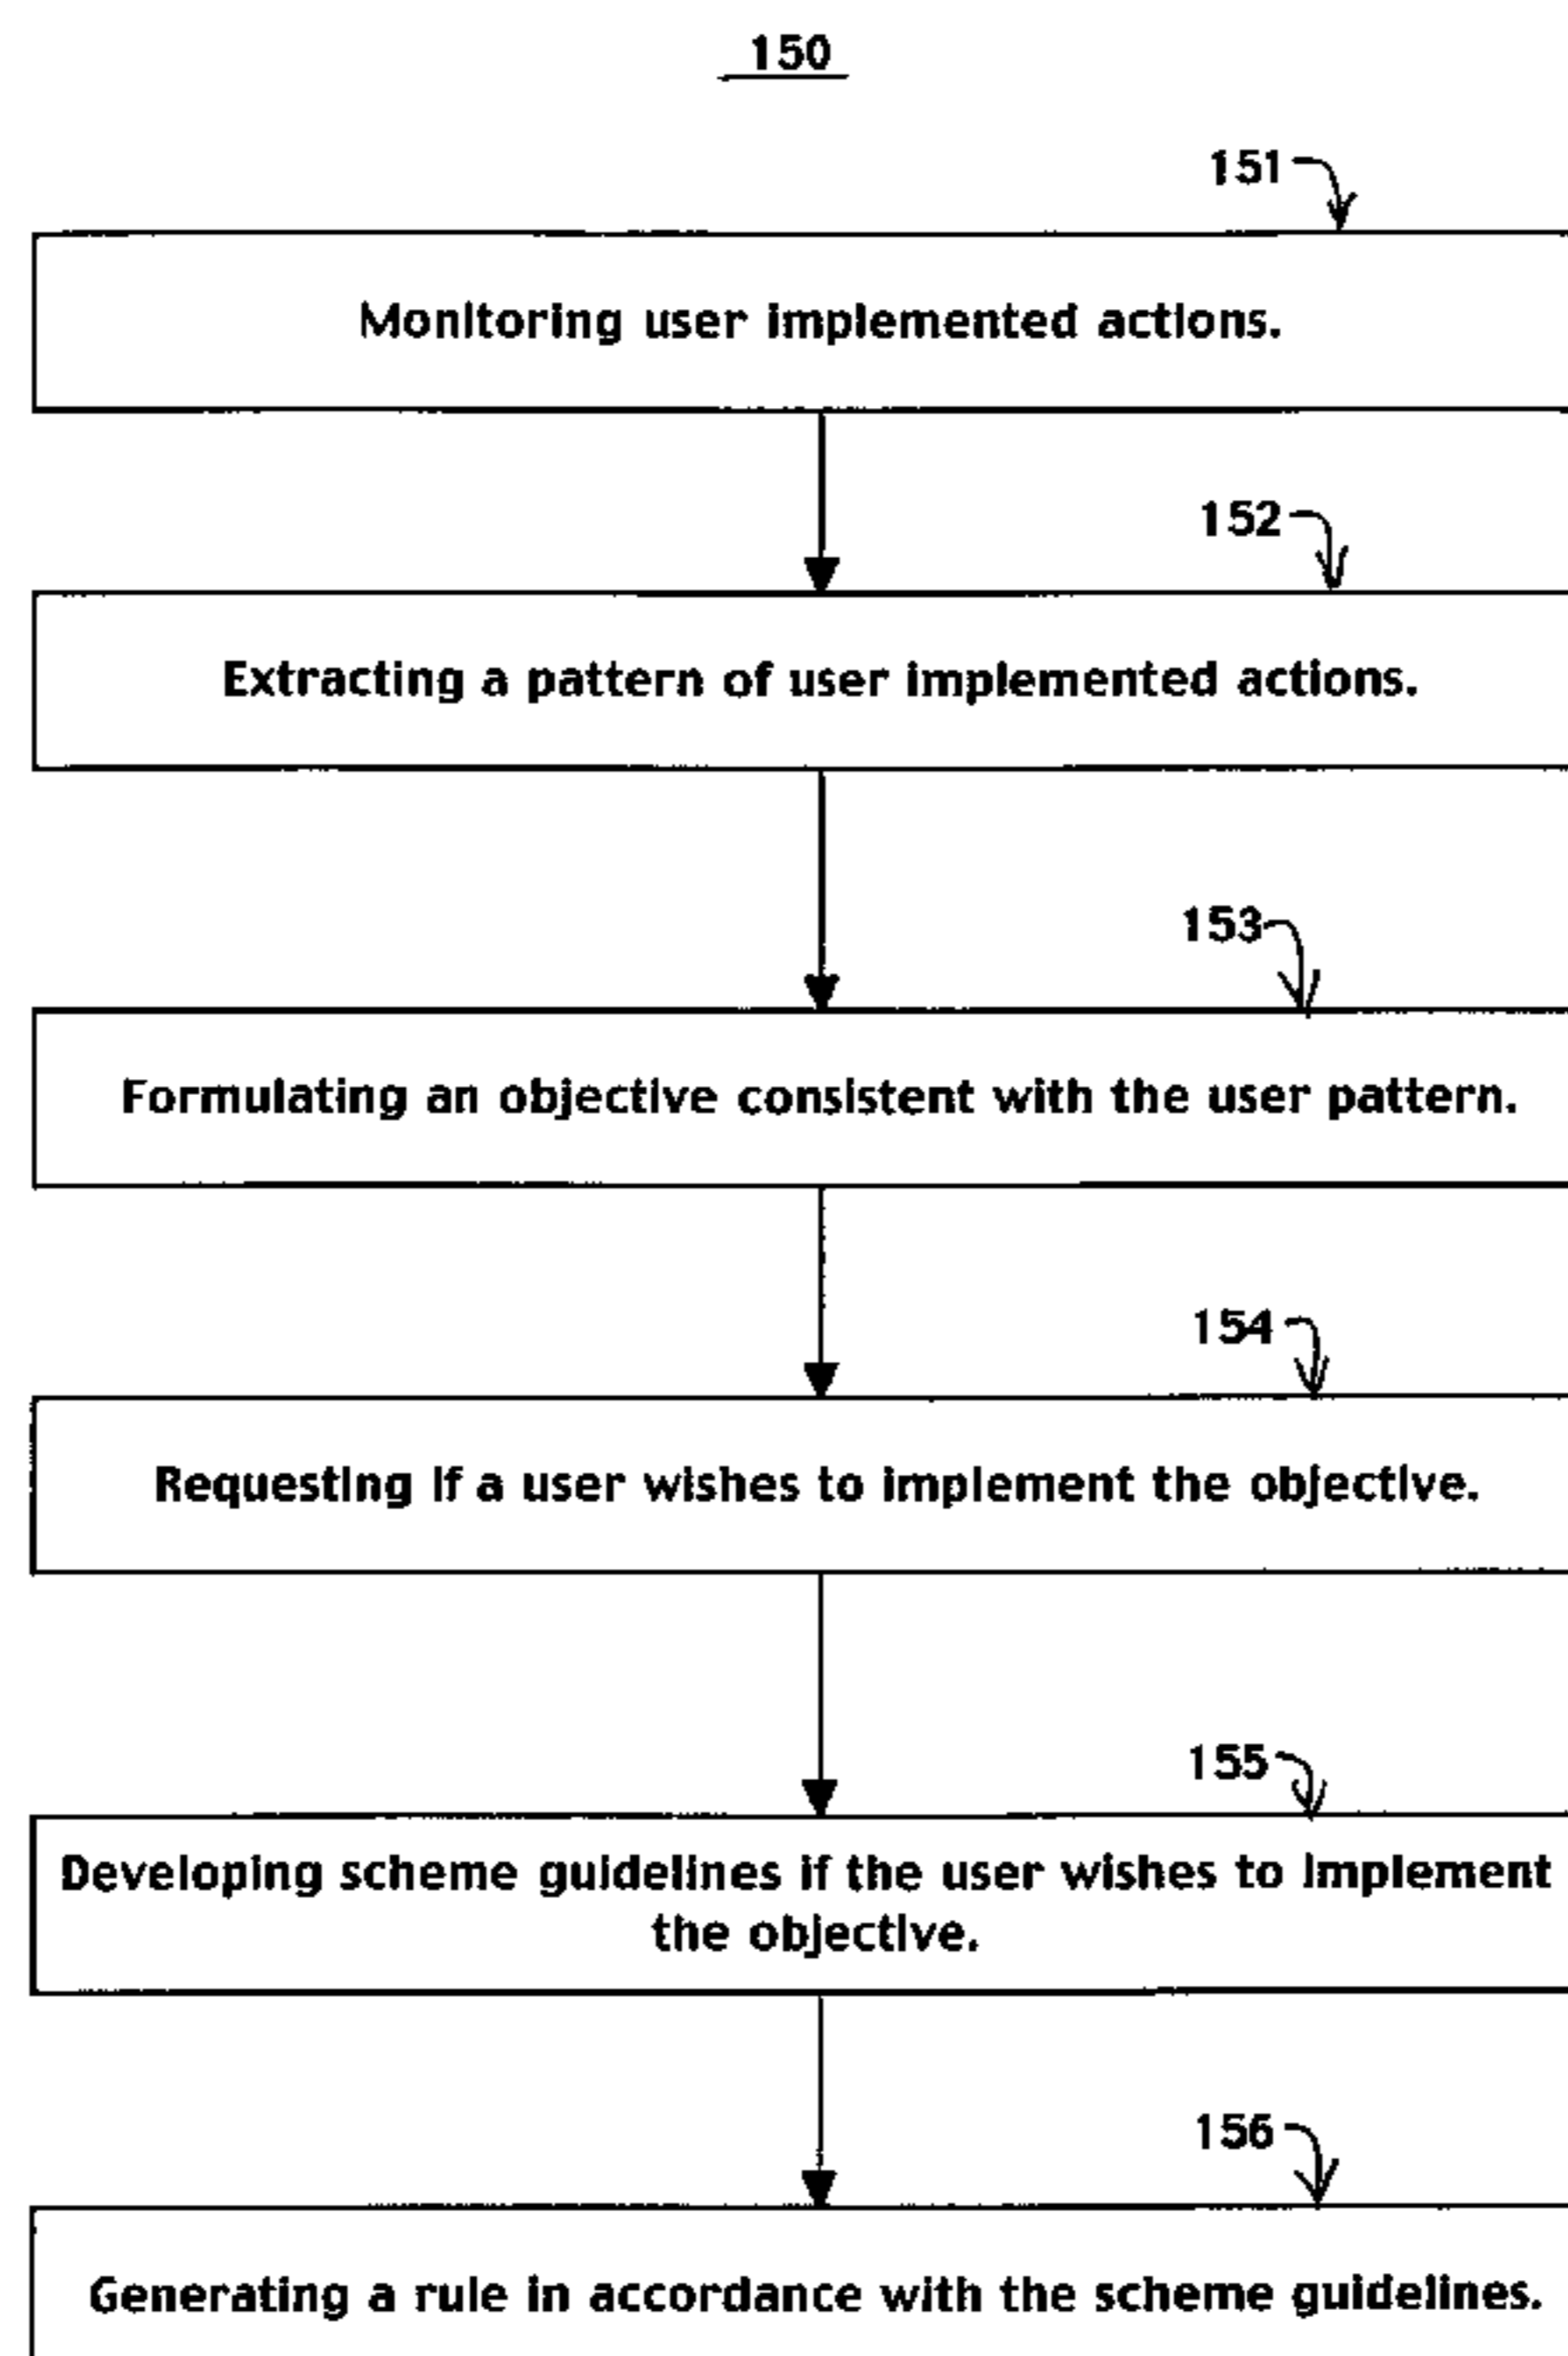 150
151
Monitoring user implemented actions.
152
Extracting a pattern of user implemented actions.
153
Formulating an objective consistent with the user pattern.
154
Requesting if a user wishes to implement the objective.
155
Developing scheme guidelines if the user wishes to implement
the objective.
156
Generating a rule in accordance with the scheme guidelines.